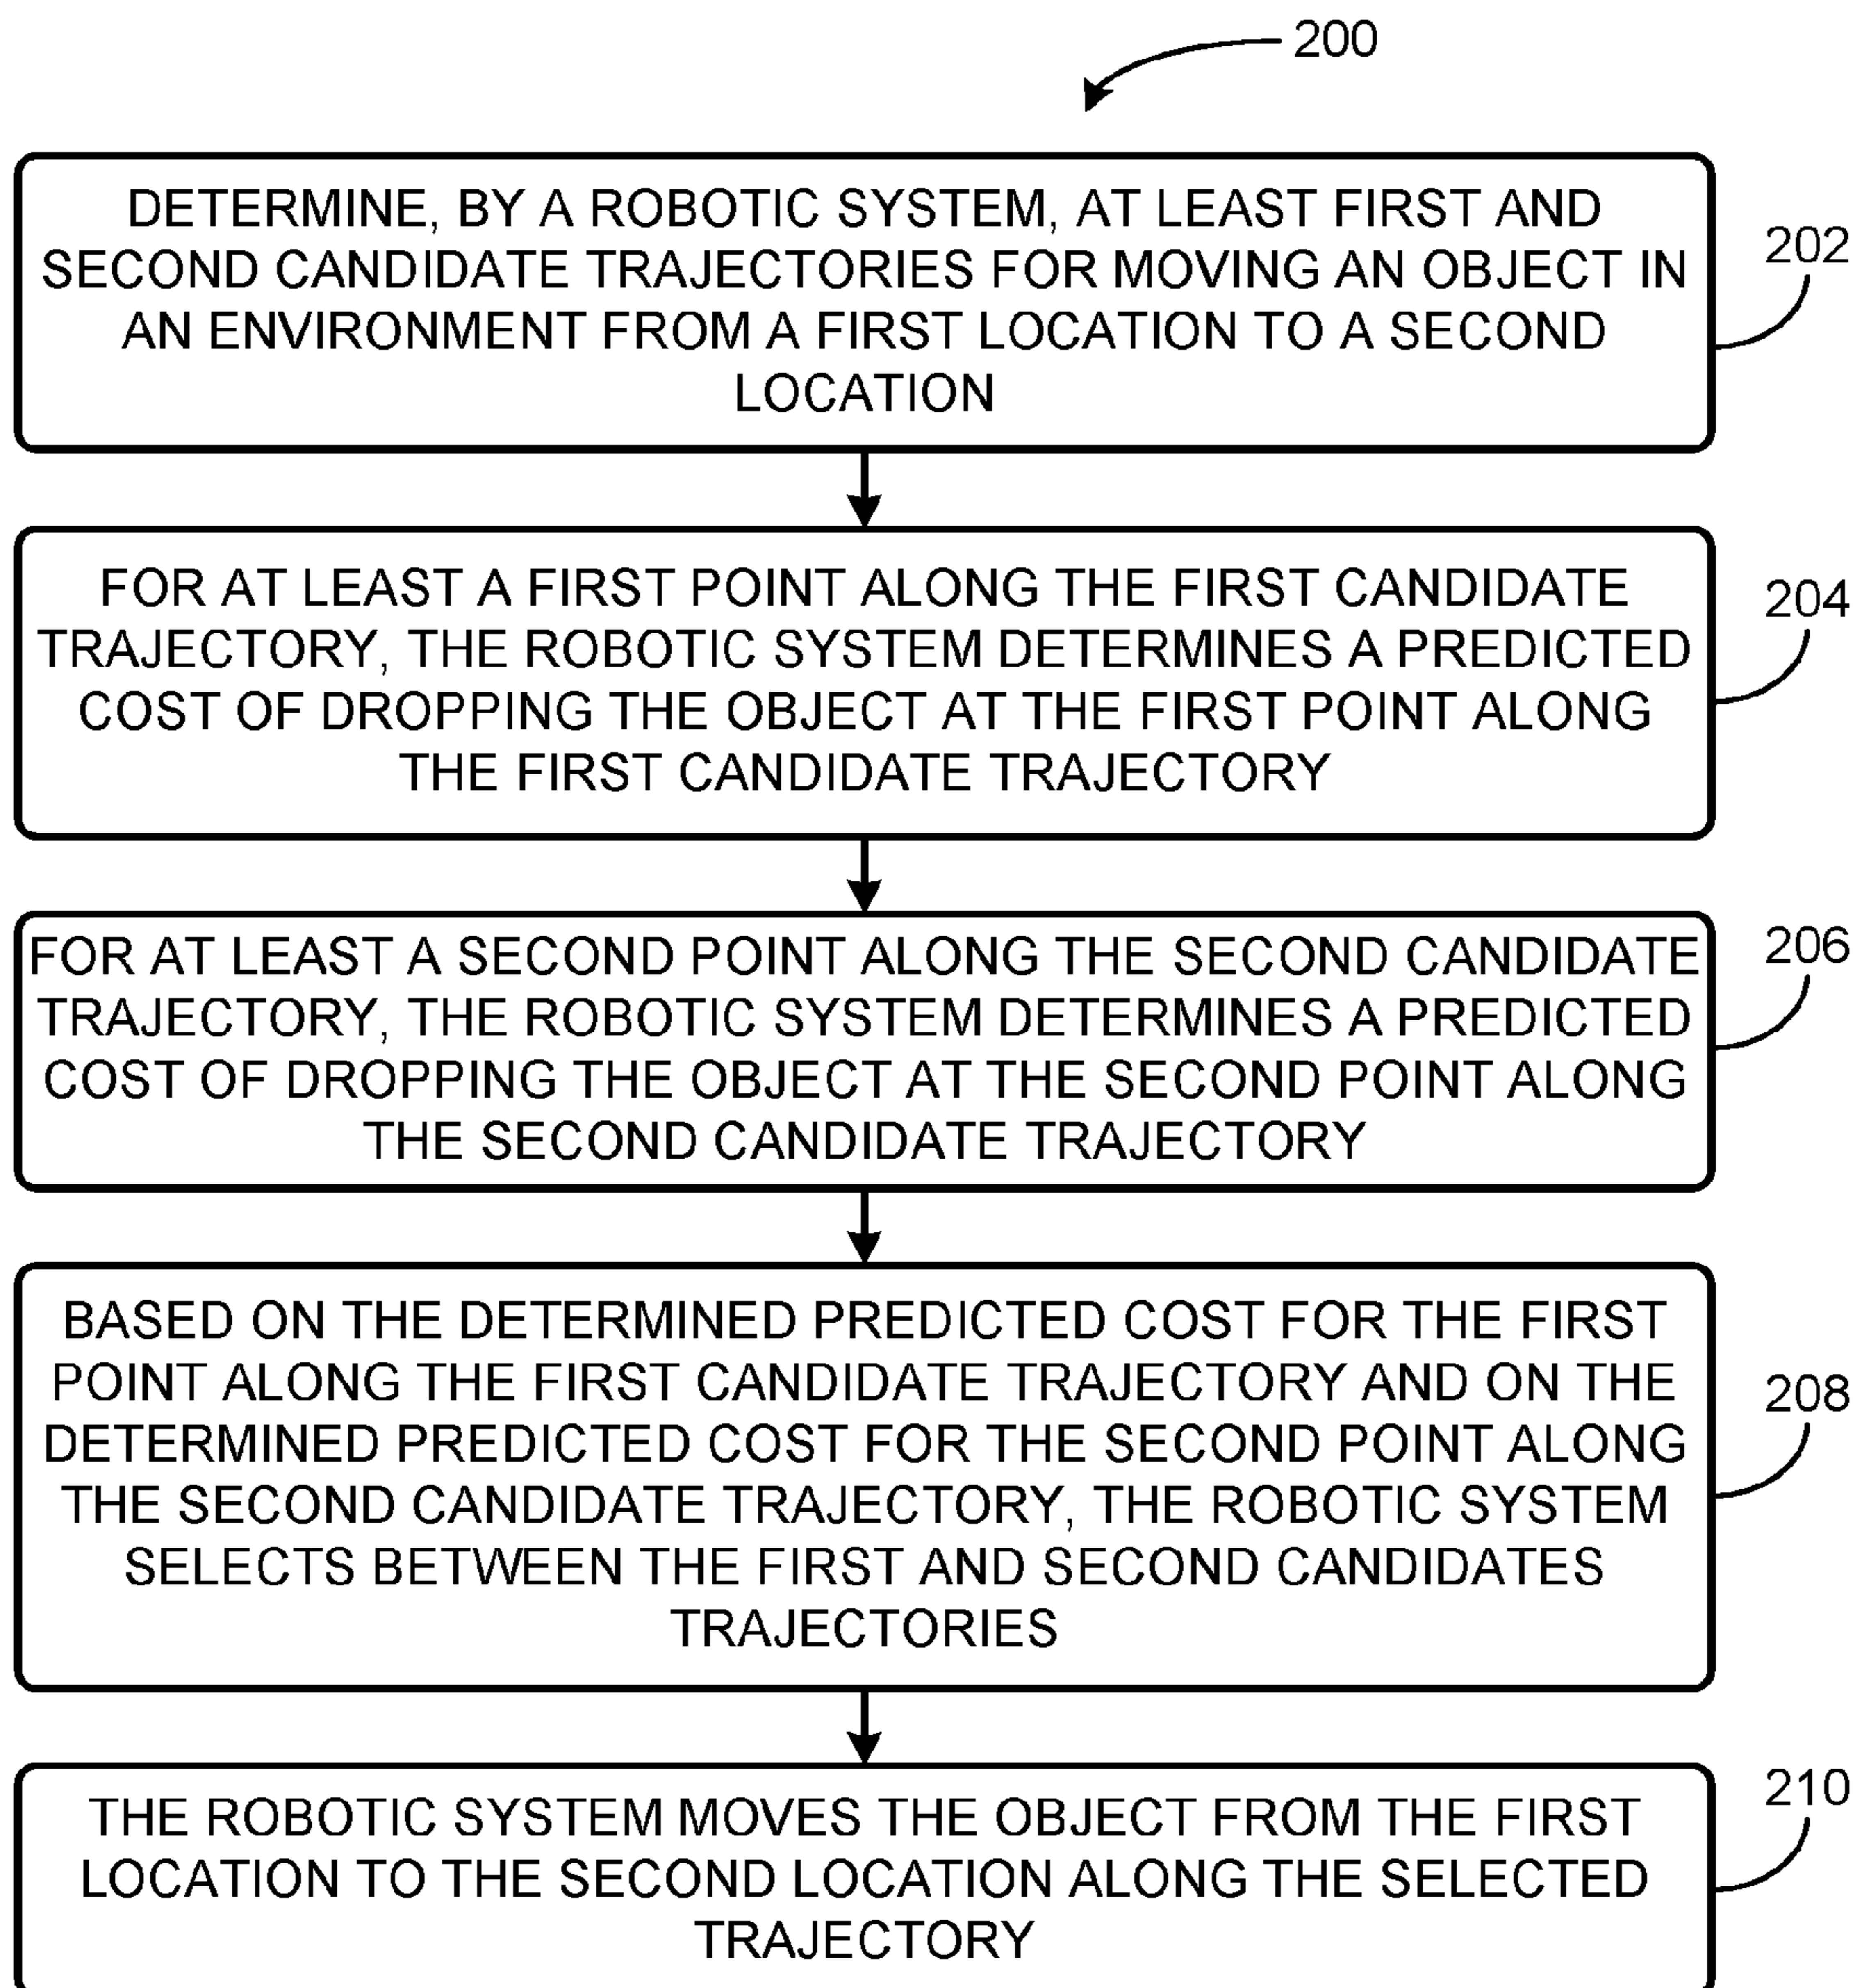 200
DETERMINE, BY A ROBOTIC SYSTEM, AT LEAST FIRST AND
SECOND CANDIDATE TRAJECTORIES FOR MOVING AN OBJECT IN
AN ENVIRONMENT FROM A FIRST LOCATION TO A SECOND
LOCATION
202
FOR AT LEAST A FIRST POINT ALONG THE FIRST CANDIDATE
TRAJECTORY, THE ROBOTIC SYSTEM DETERMINES A PREDICTED
COST OF DROPPING THE OBJECT AT THE FIRST POINT ALONG
THE FIRST CANDIDATE TRAJECTORY
204
FOR AT LEAST A SECOND POINT ALONG THE SECOND CANDIDATE
TRAJECTORY, THE ROBOTIC SYSTEM DETERMINES A PREDICTED
COST OF DROPPING THE OBJECT AT THE SECOND POINT ALONG
THE SECOND CANDIDATE TRAJECTORY
206
BASED ON THE DETERMINED PREDICTED COST FOR THE FIRST
POINT ALONG THE FIRST CANDIDATE TRAJECTORY AND ON THE
DETERMINED PREDICTED COST FOR THE SECOND POINT ALONG
THE SECOND CANDIDATE TRAJECTORY, THE ROBOTIC SYSTEM
SELECTS BETWEEN THE FIRST AND SECOND CANDIDATES
TRAJECTORIES
208
THE ROBOTIC SYSTEM MOVES THE OBJECT FROM THE FIRST
LOCATION TO THE SECOND LOCATION ALONG THE SELECTED
TRAJECTORY
210